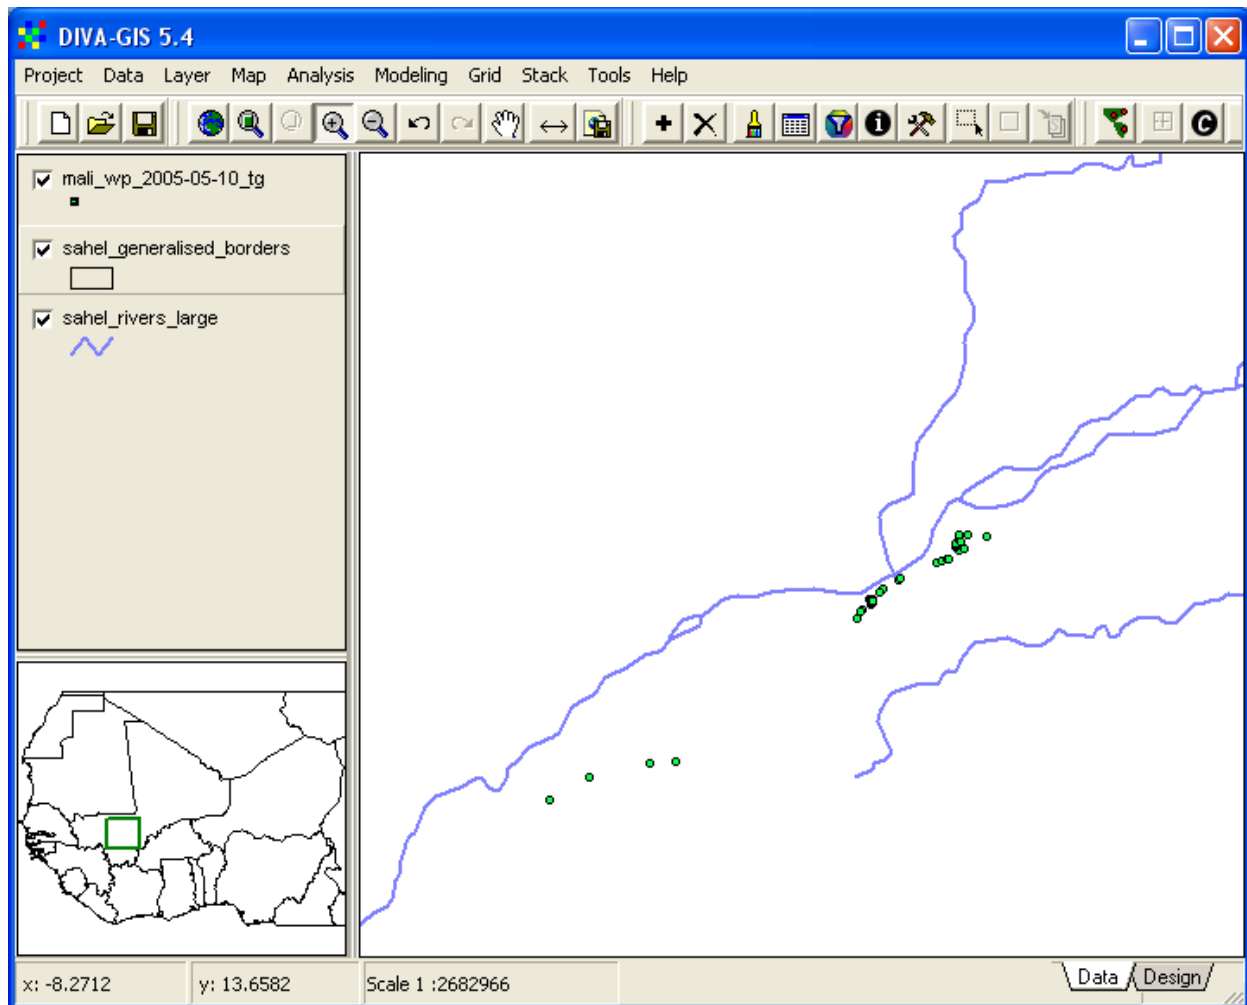 DIVA-GIS 5.4
Project Data Layer Map Analysis Modeling Grid Stack Tools Help
mali_wp_2005-05-10_tg
sahel_generalised_borders
sahel_rivers_large
x: -8.2712 y: 13.6582 Scale 1 :2682966 Data Design